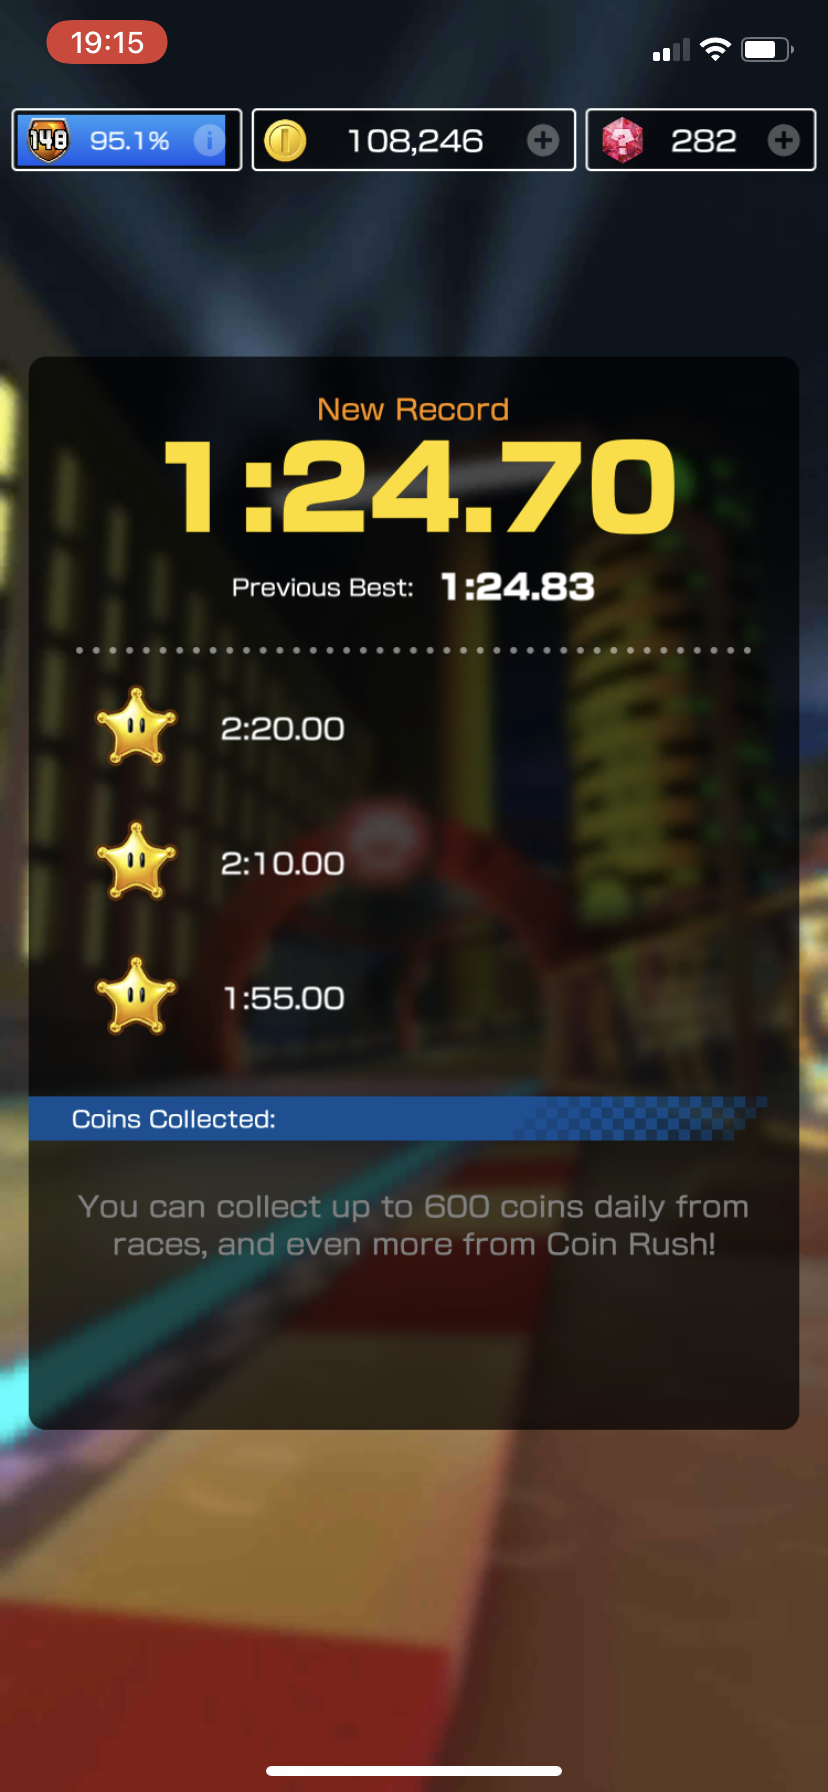 19:15
148 95.1% i 108,246 + ? 282 +
New Record
1:24.70
Previous Best: 1:24.83
2:20.00
2:10.00
1:55.00
Coins Collected:
You can collect up to 600 coins daily from
races, and even more from Coin Rush!